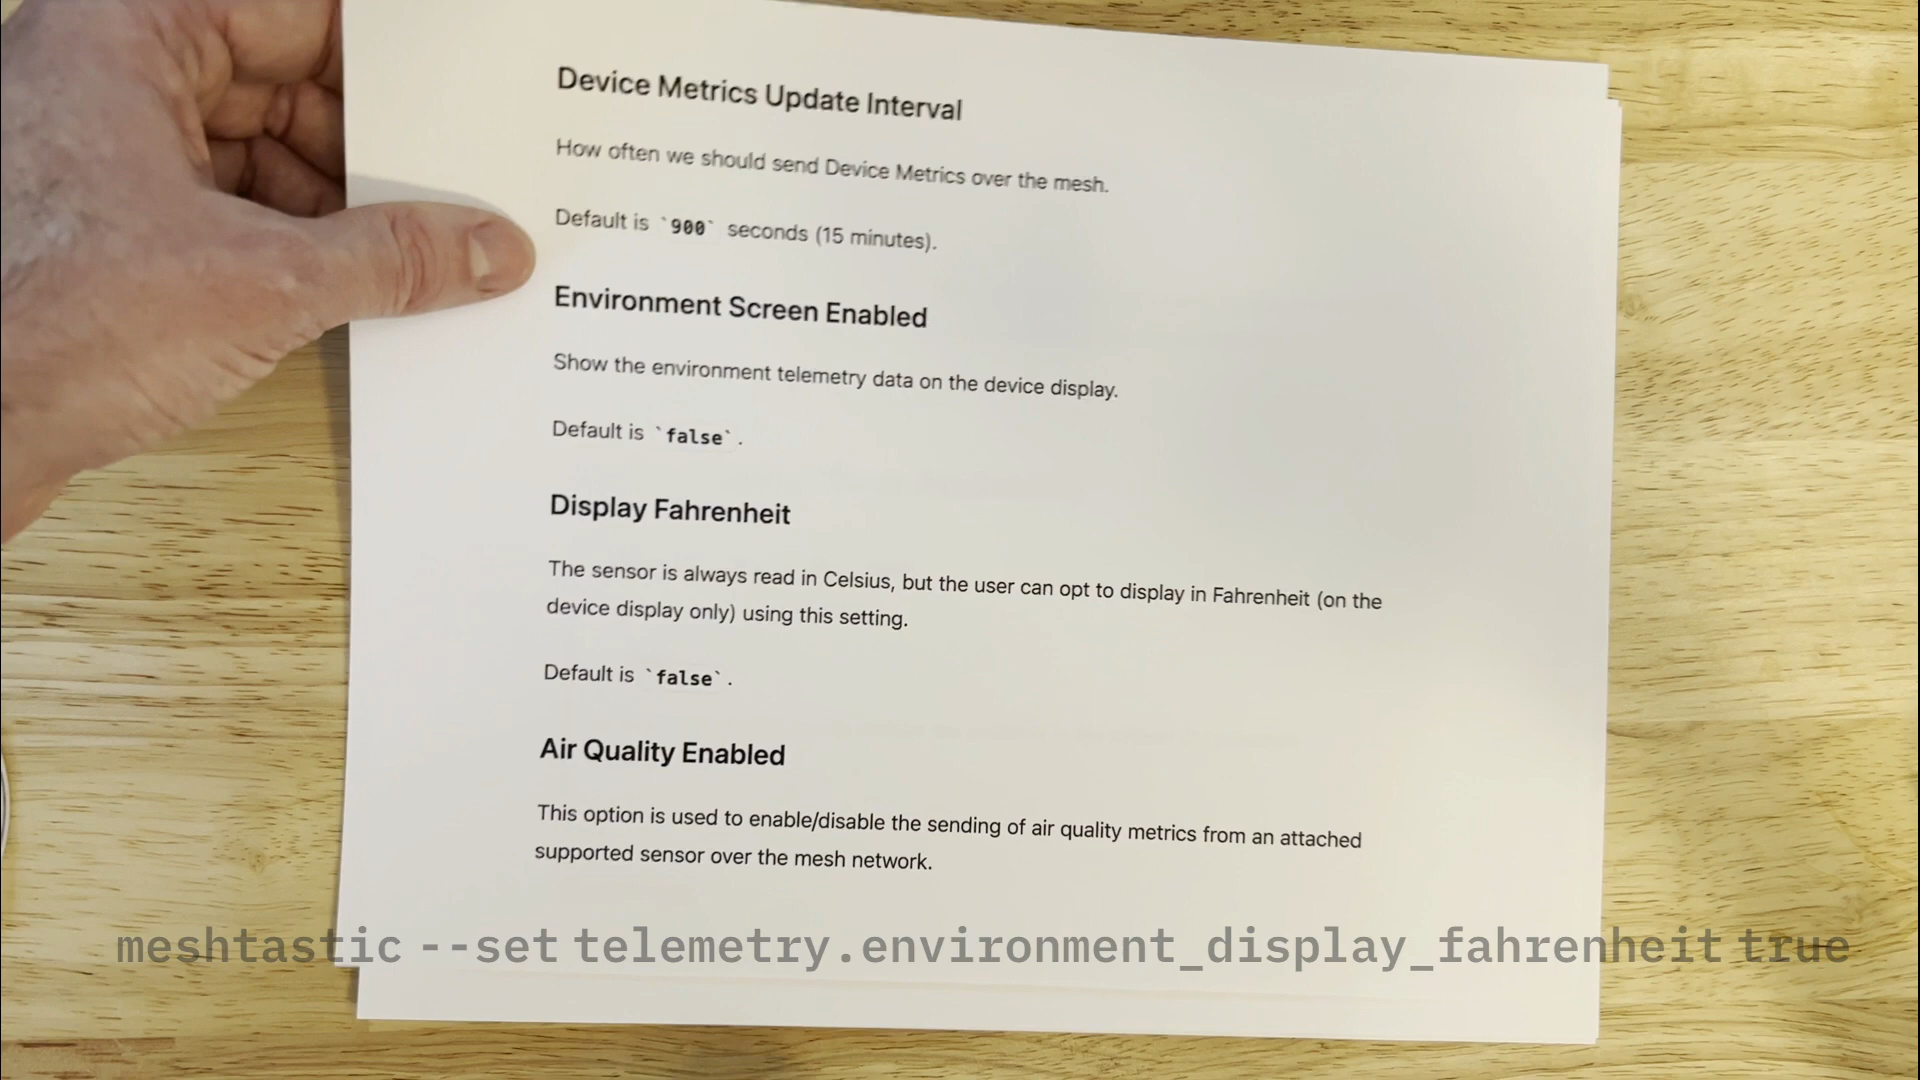 Device Metrics Update Interval
How often we should send Device Metrics over the mesh.
Default is `900` seconds (15 minutes).
Environment Screen Enabled
Show the environment telemetry data on the device display.
Default is `false`.
Display Fahrenheit
The sensor is always read in Celsius, but the user can opt to display in Fahrenheit (on the
device display only) using this setting.
Default is `false`.
Air Quality Enabled
This option is used to enable/disable the sending of air quality metrics from an attached
supported sensor over the mesh network.
meshtastic --set telemetry.environment_display_fahrenheit true